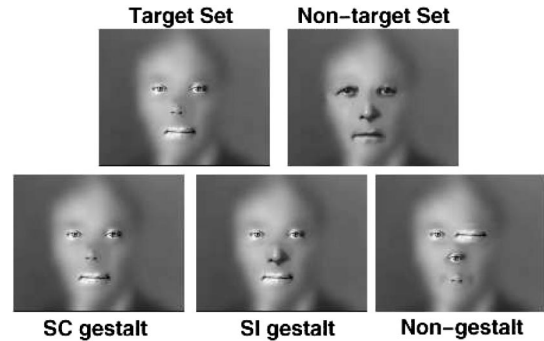 Target Set
Non-target Set
SC gestalt
SI gestalt
Non-gestalt